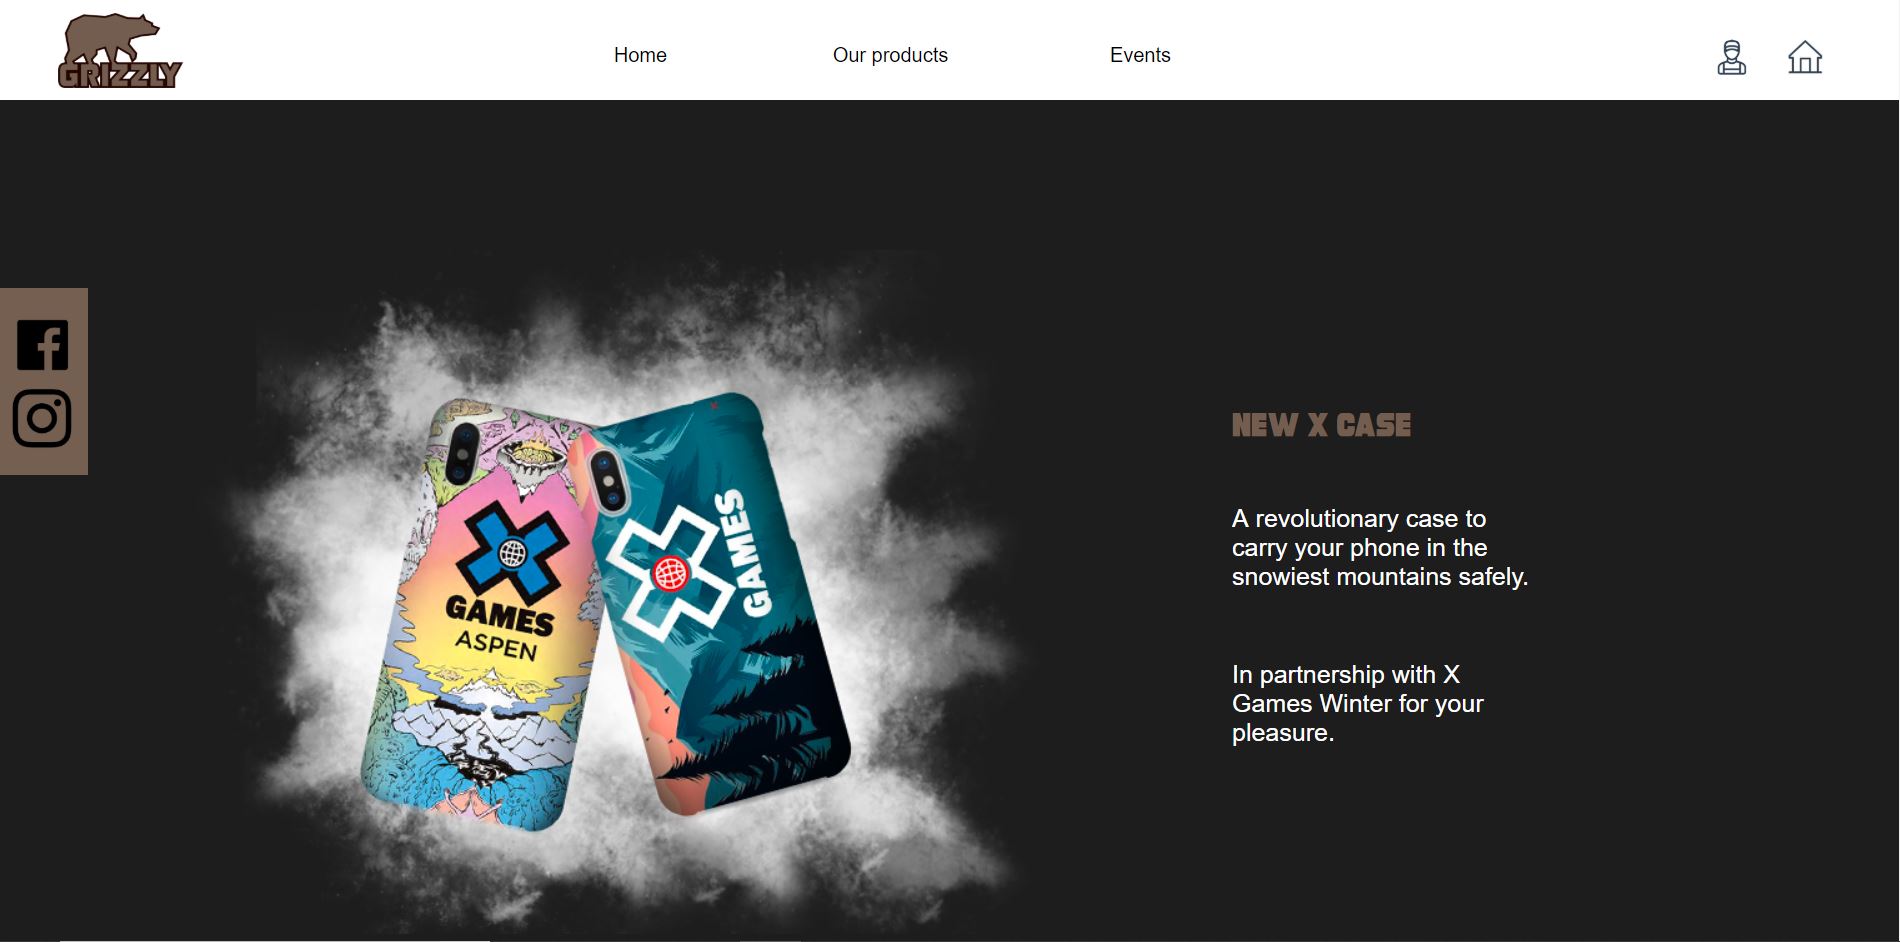 GRIZZLY
Home
Our products
Events
GAMES
ASPEN
GAMES
NEW X CASE
A revolutionary case to
carry your phone in the
snowiest mountains safely.
In partnership with X
Games Winter for your
pleasure.